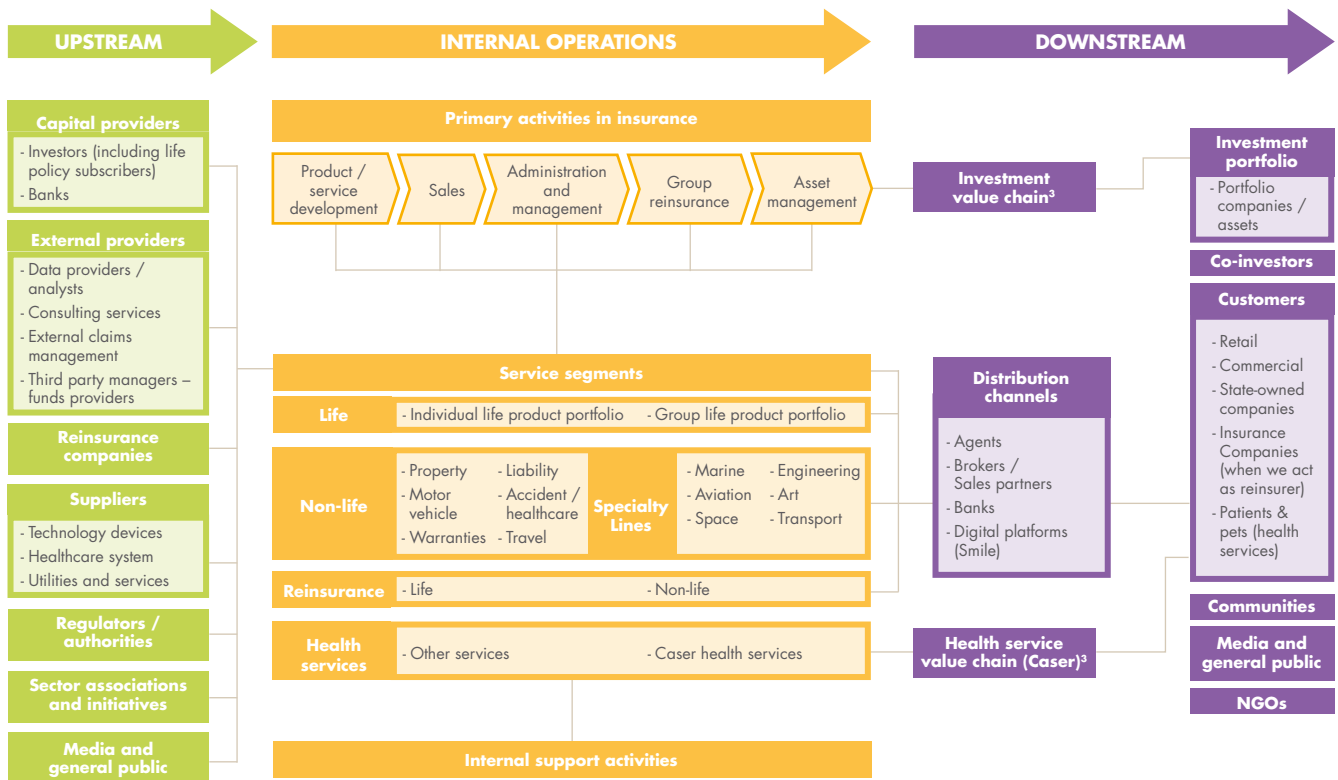 UPSTREAM
INTERNAL OPERATIONS
DOWNSTREAM
Capital providers
- Investors (including life
policy subscribers)
- Banks
External providers
- Data providers /
analysts
- Consulting services
- External claims
management
- Third party managers –
funds providers
Reinsurance
companies
Suppliers
- Technology devices
- Healthcare system
- Utilities and services
Regulators /
authorities
Sector associations
and initiatives
Media and
general public
Primary activities in insurance
Product /
service
development
Sales
Administration
and
management
Group
reinsurance
Asset
management
Service segments
Life
- Individual life product portfolio
- Group life product portfolio
Non-life
- Property
- Motor
vehicle
- Warranties
- Liability
- Accident /
healthcare
- Travel
Specialty
Lines
- Marine
- Aviation
- Space
- Engineering
- Art
- Transport
Reinsurance
- Life
- Non-life
Health
services
- Other services
- Caser health services
Internal support activities
Investment
value chain³
Distribution
channels
- Agents
- Brokers /
Sales partners
- Banks
- Digital platforms
(Smile)
Health service
value chain (Caser)³
Investment
portfolio
- Portfolio
companies /
assets
Co-investors
Customers
- Retail
- Commercial
- State-owned
companies
- Insurance
Companies
(when we act
as reinsurer)
- Patients &
pets (health
services)
Communities
Media and
general public
NGOs